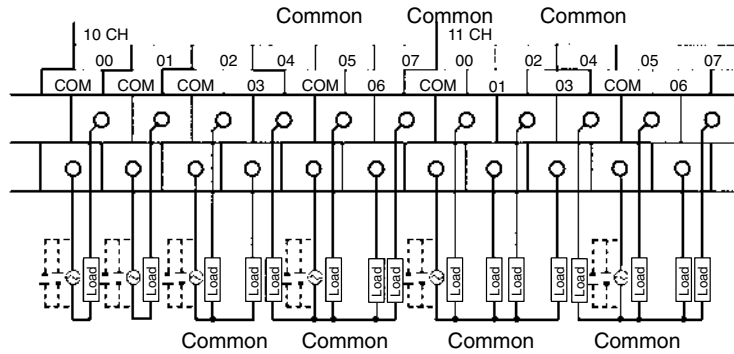 Common Common Common
10 CH 11 CH
00 01 02 04 05 07 00 02 04 05 07
COM COM COM 03 COM 06 COM 01 03 COM 06
Load Load Load Load Load Load Load Load Load Load Load Load Load Load Load Load
Common Common Common Common